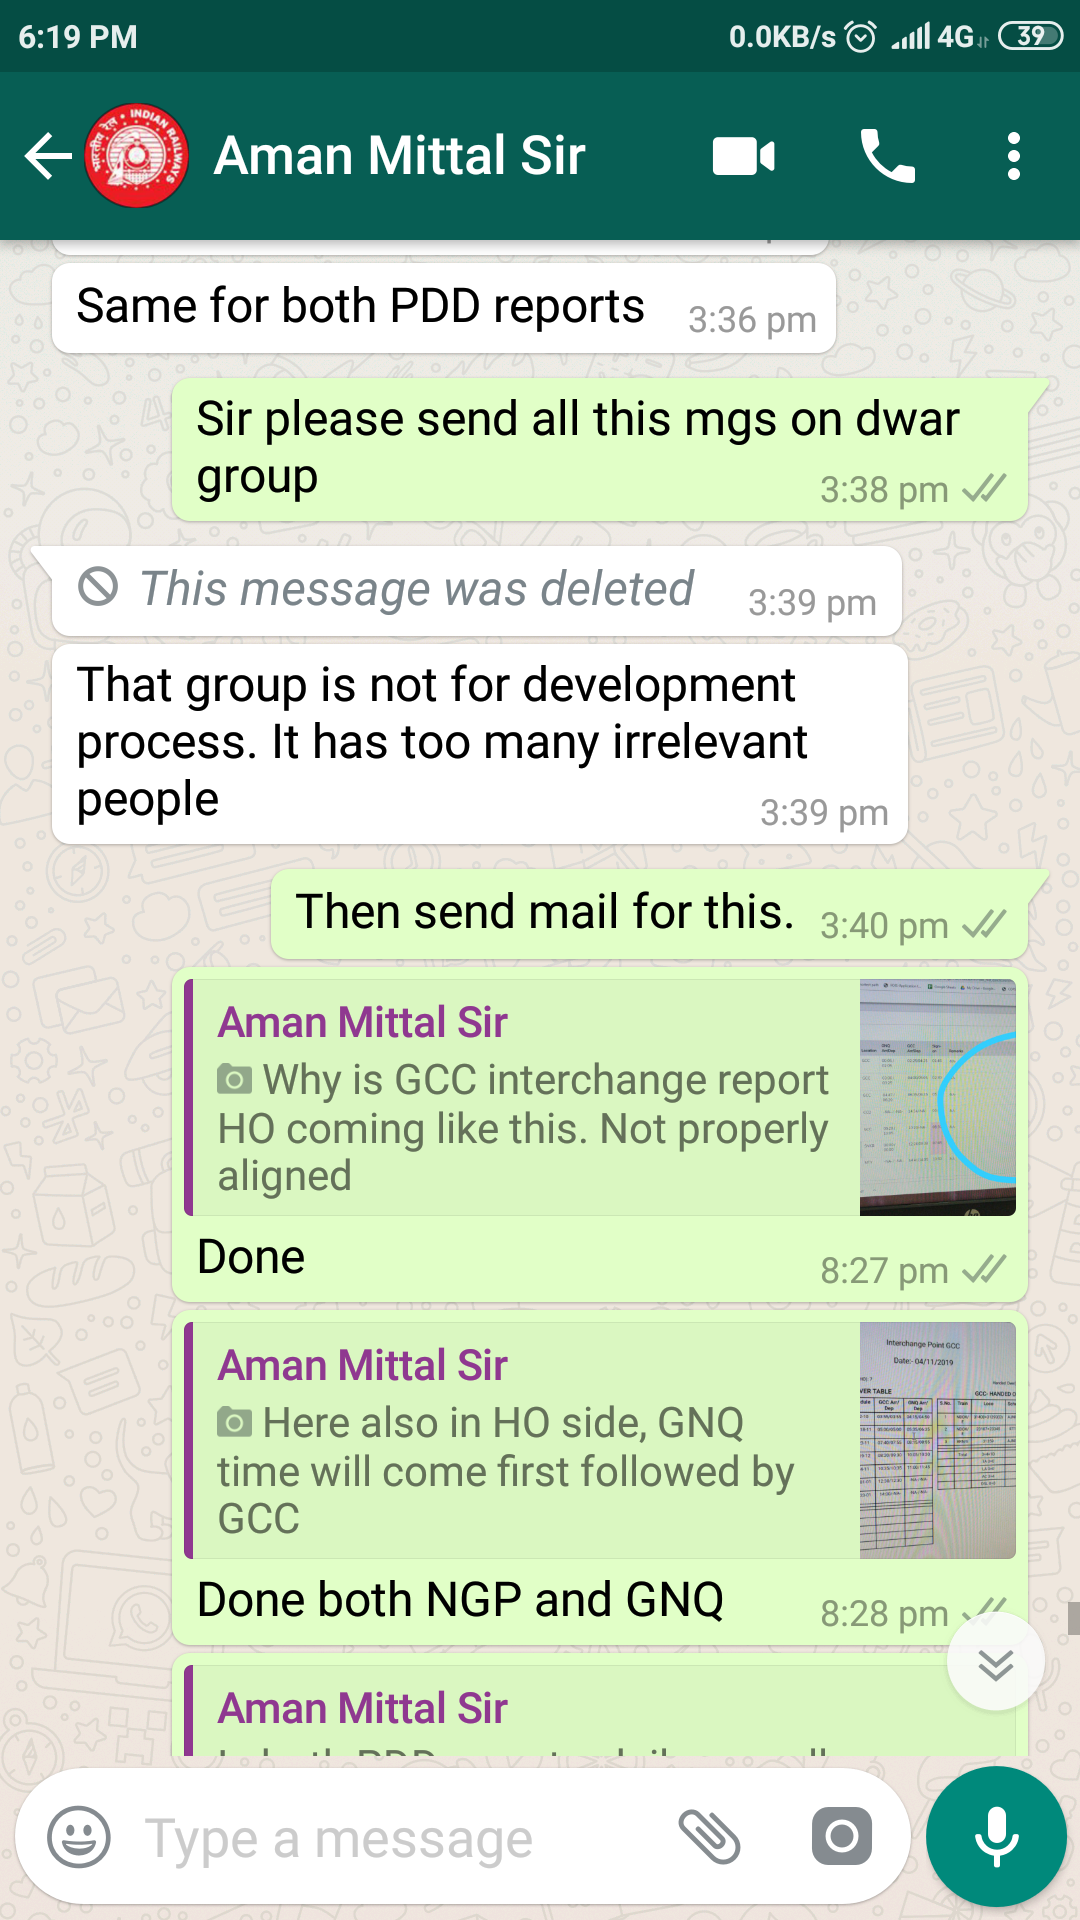 6:19 PM 0.0KB/s 4G 39
INDIAN RAILWAYS
भारतीय रेल
Aman Mittal Sir
Same for both PDD reports 3:36 pm
Sir please send all this mgs on dwar
group 3:38 pm
This message was deleted 3:39 pm
That group is not for development
process. It has too many irrelevant
people 3:39 pm
Then send mail for this. 3:40 pm
Aman Mittal Sir
Why is GCC interchange report
HO coming like this. Not properly
aligned
Done 8:27 pm
Aman Mittal Sir
Here also in HO side, GNQ
time will come first followed by
GCC
Interchange Point GCC
Date:- 04/11/2019
Done both NGP and GNQ 8:28 pm
Aman Mittal Sir
Type a message